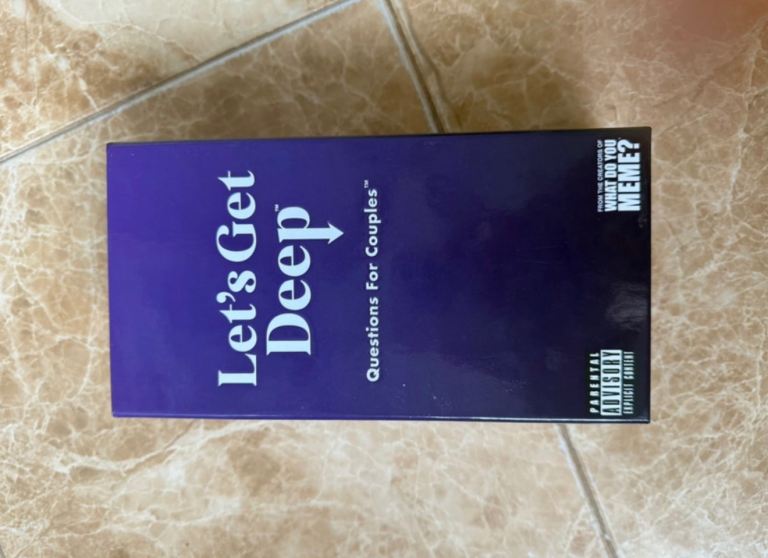 Let's Get
Deep™
Questions For Couples™
PARENTAL
ADVISORY
EXPLICIT CONTENT
FROM THE CREATORS OF
WHAT DO YOU
MEME?